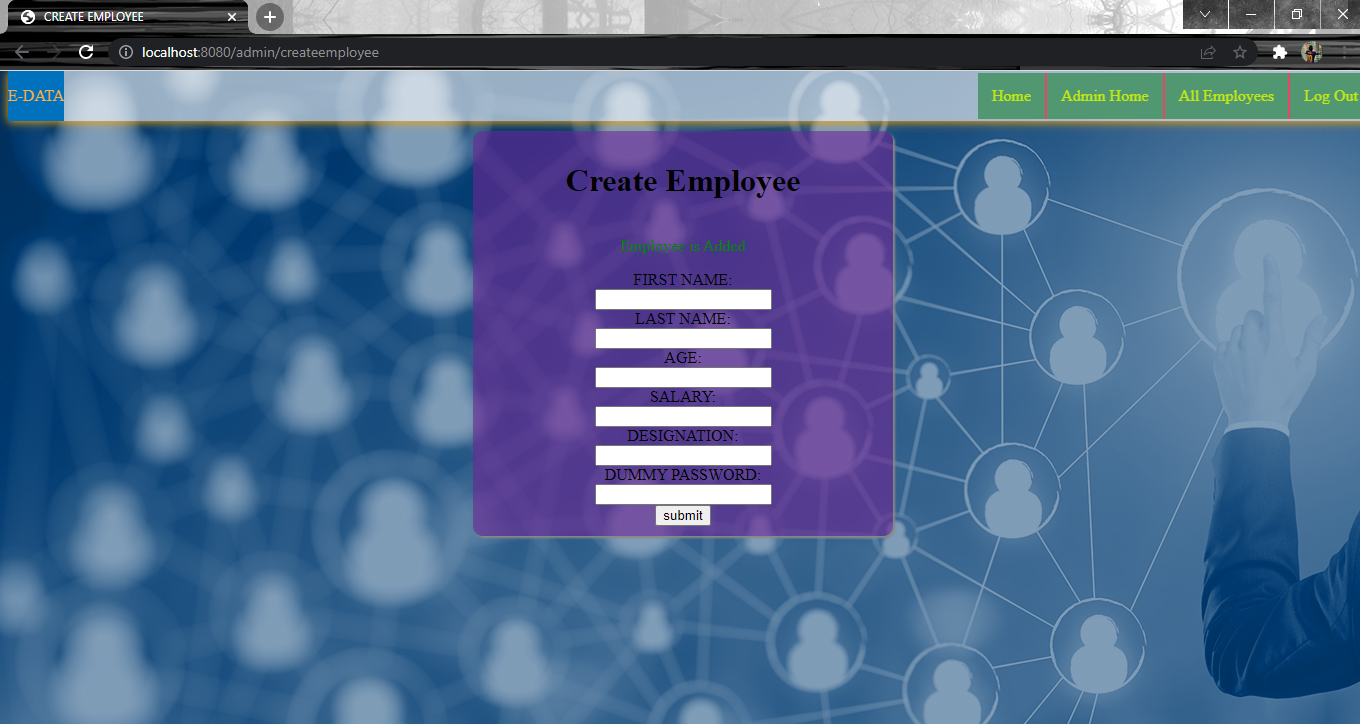 CREATE EMPLOYEE
localhost:8080/admin/createemployee
E-DATA
Home
Admin Home
All Employees
Log Out
Create Employee
Employee is Added
FIRST NAME:
LAST NAME:
AGE:
SALARY:
DESIGNATION:
DUMMY PASSWORD:
submit